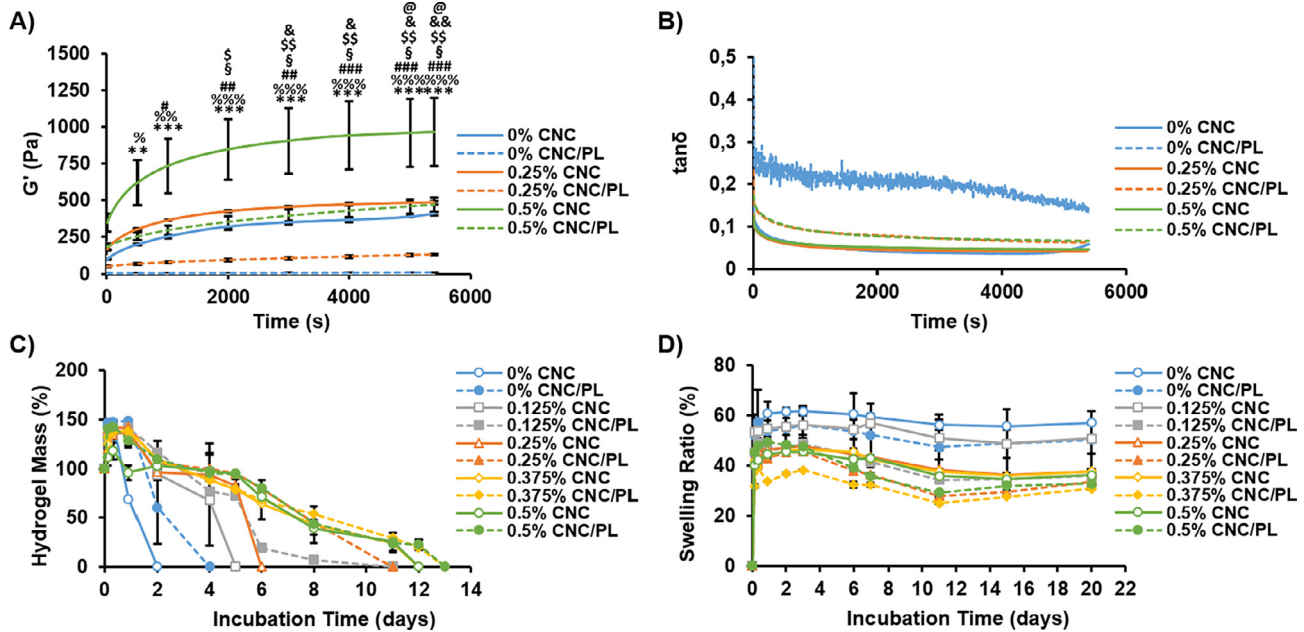 A)
@ @
& & & &&
$ $$ $$ $$ $$
§ § § § §
# ## ## ### ### ###
% %% %%% %%% %%% %%%%%%
** *** *** *** *** *** ***
1500
1250
1000
750
500
250
0
G' (Pa)
0 2000 4000 6000
Time (s)
0% CNC
0% CNC/PL
0.25% CNC
0.25% CNC/PL
0.5% CNC
0.5% CNC/PL
B)
0,5
0,4
0,3
0,2
0,1
0
tanδ
0 2000 4000 6000
Time (s)
0% CNC
0% CNC/PL
0.25% CNC
0.25% CNC/PL
0.5% CNC
0.5% CNC/PL
C)
200
150
100
50
0
Hydrogel Mass (%)
0 2 4 6 8 10 12 14
Incubation Time (days)
0% CNC
0% CNC/PL
0.125% CNC
0.125% CNC/PL
0.25% CNC
0.25% CNC/PL
0.375% CNC
0.375% CNC/PL
0.5% CNC
0.5% CNC/PL
D)
80
60
40
20
0
Swelling Ratio (%)
0 2 4 6 8 10 12 14 16 18 20 22
Incubation Time (days)
0% CNC
0% CNC/PL
0.125% CNC
0.125% CNC/PL
0.25% CNC
0.25% CNC/PL
0.375% CNC
0.375% CNC/PL
0.5% CNC
0.5% CNC/PL